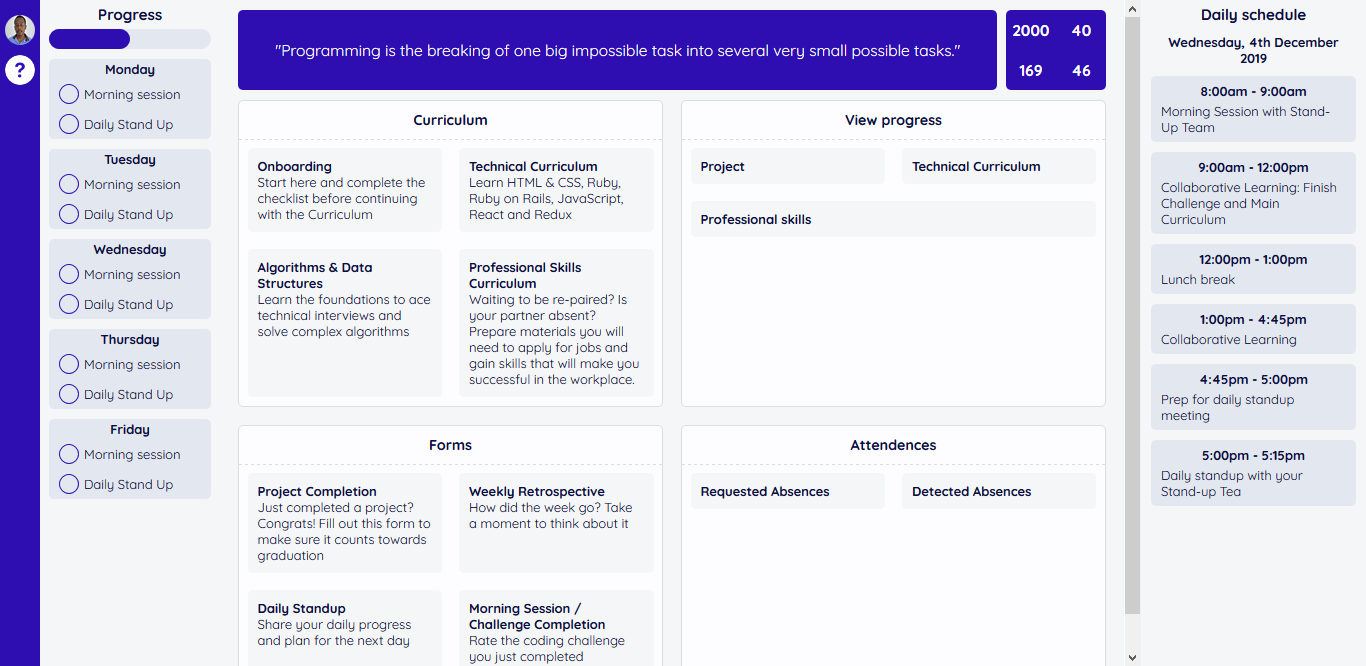 ?
Progress
Monday
Morning session
Daily Stand Up
Tuesday
Morning session
Daily Stand Up
Wednesday
Morning session
Daily Stand Up
Thursday
Morning session
Daily Stand Up
Friday
Morning session
Daily Stand Up
"Programming is the breaking of one big impossible task into several very small possible tasks."
2000 40
169 46
Curriculum
Onboarding
Start here and complete the
checklist before continuing
with the Curriculum
Technical Curriculum
Learn HTML & CSS, Ruby,
Ruby on Rails, JavaScript,
React and Redux
Algorithms & Data
Structures
Learn the foundations to ace
technical interviews and
solve complex algorithms
Professional Skills
Curriculum
Waiting to be re-paired? Is
your partner absent?
Prepare materials you will
need to apply for jobs and
gain skills that will make you
successful in the workplace.
View progress
Project
Technical Curriculum
Professional skills
Forms
Project Completion
Just completed a project?
Congrats! Fill out this form to
make sure it counts towards
graduation
Weekly Retrospective
How did the week go? Take
a moment to think about it
Daily Standup
Share your daily progress
and plan for the next day
Morning Session /
Challenge Completion
Rate the coding challenge
you just completed
Attendences
Requested Absences
Detected Absences
Daily schedule
Wednesday, 4th December
2019
8:00am - 9:00am
Morning Session with Stand-
Up Team
9:00am - 12:00pm
Collaborative Learning: Finish
Challenge and Main
Curriculum
12:00pm - 1:00pm
Lunch break
1:00pm - 4:45pm
Collaborative Learning
4:45pm - 5:00pm
Prep for daily standup
meeting
5:00pm - 5:15pm
Daily standup with your
Stand-up Tea